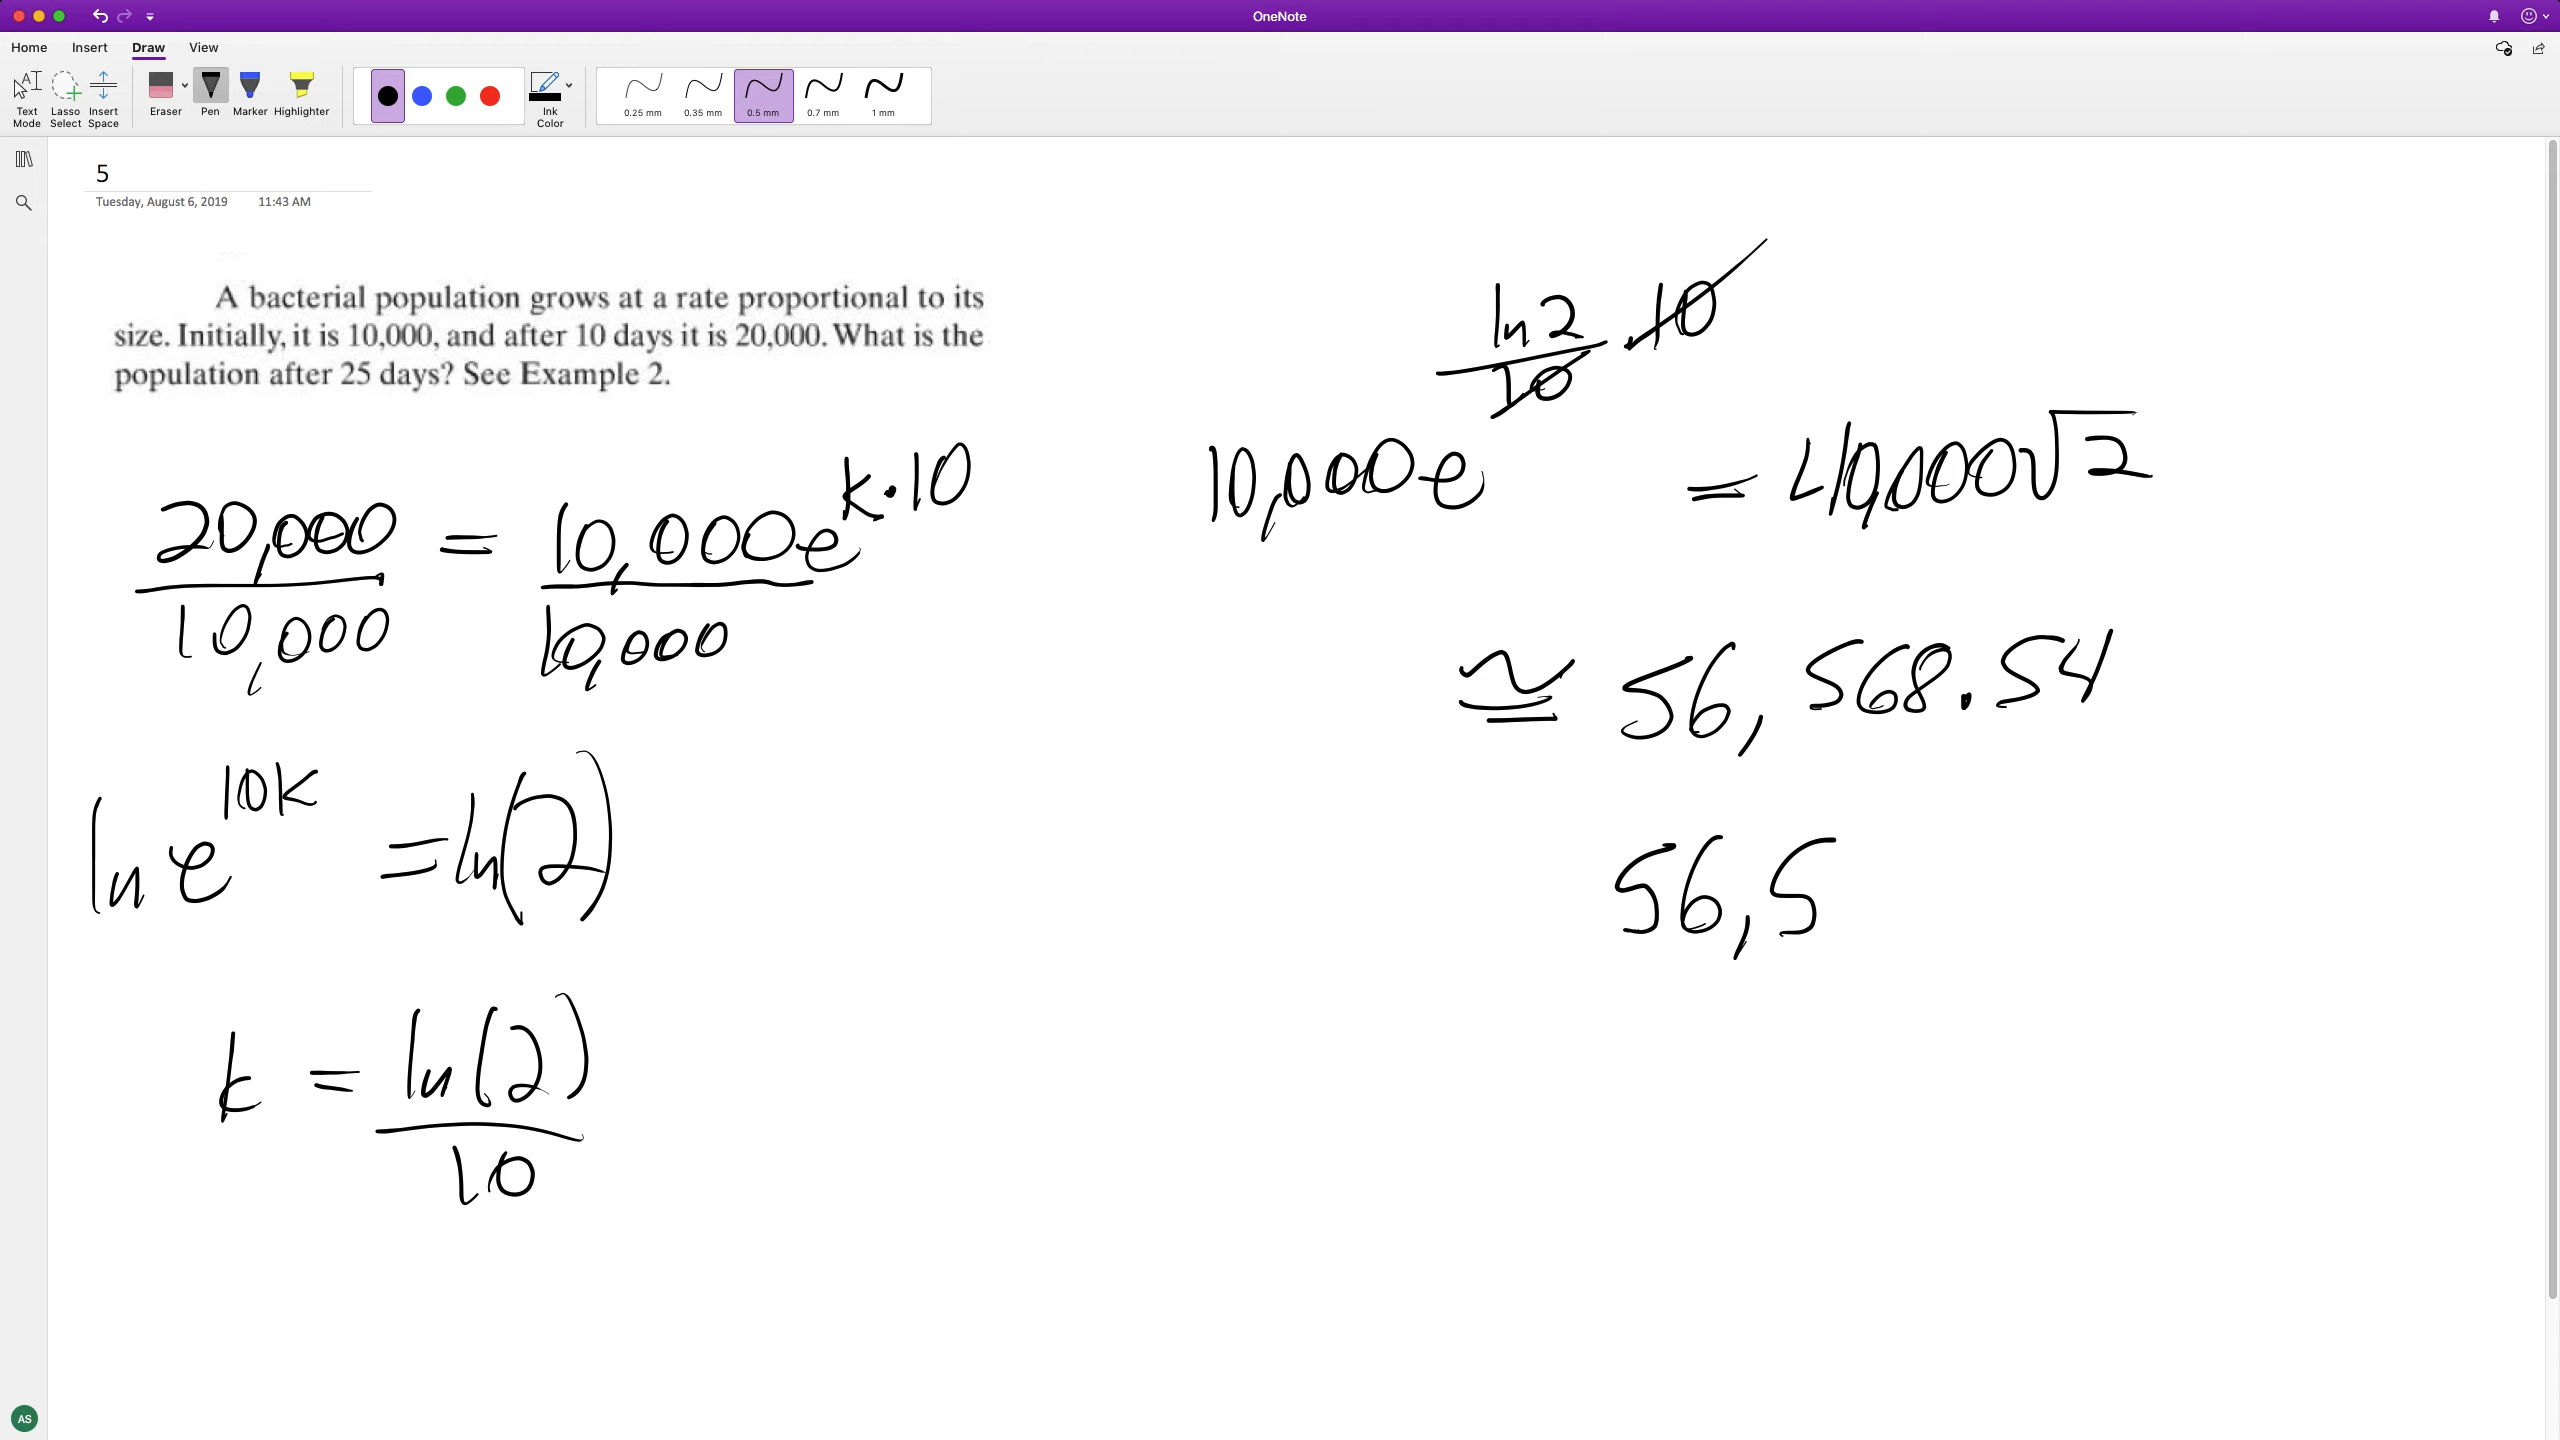 OneNote
Home Insert Draw View
Text Mode Lasso Select Insert Space Eraser Pen Marker Highlighter Ink Color 0.25 mm 0.35 mm 0.5 mm 0.7 mm 1 mm
5
Tuesday, August 6, 2019 11:43 AM
A bacterial population grows at a rate proportional to its
size. Initially, it is 10,000, and after 10 days it is 20,000. What is the
population after 25 days? See Example 2.
20,000/10,000 = 10,000e^(k·10)/10,000
ln e^(10k) = ln(2)
k = ln(2)/10
10,000e^(ln 2/10 · 10) = 40,000√2
≅ 56,568.54
56,5
AS